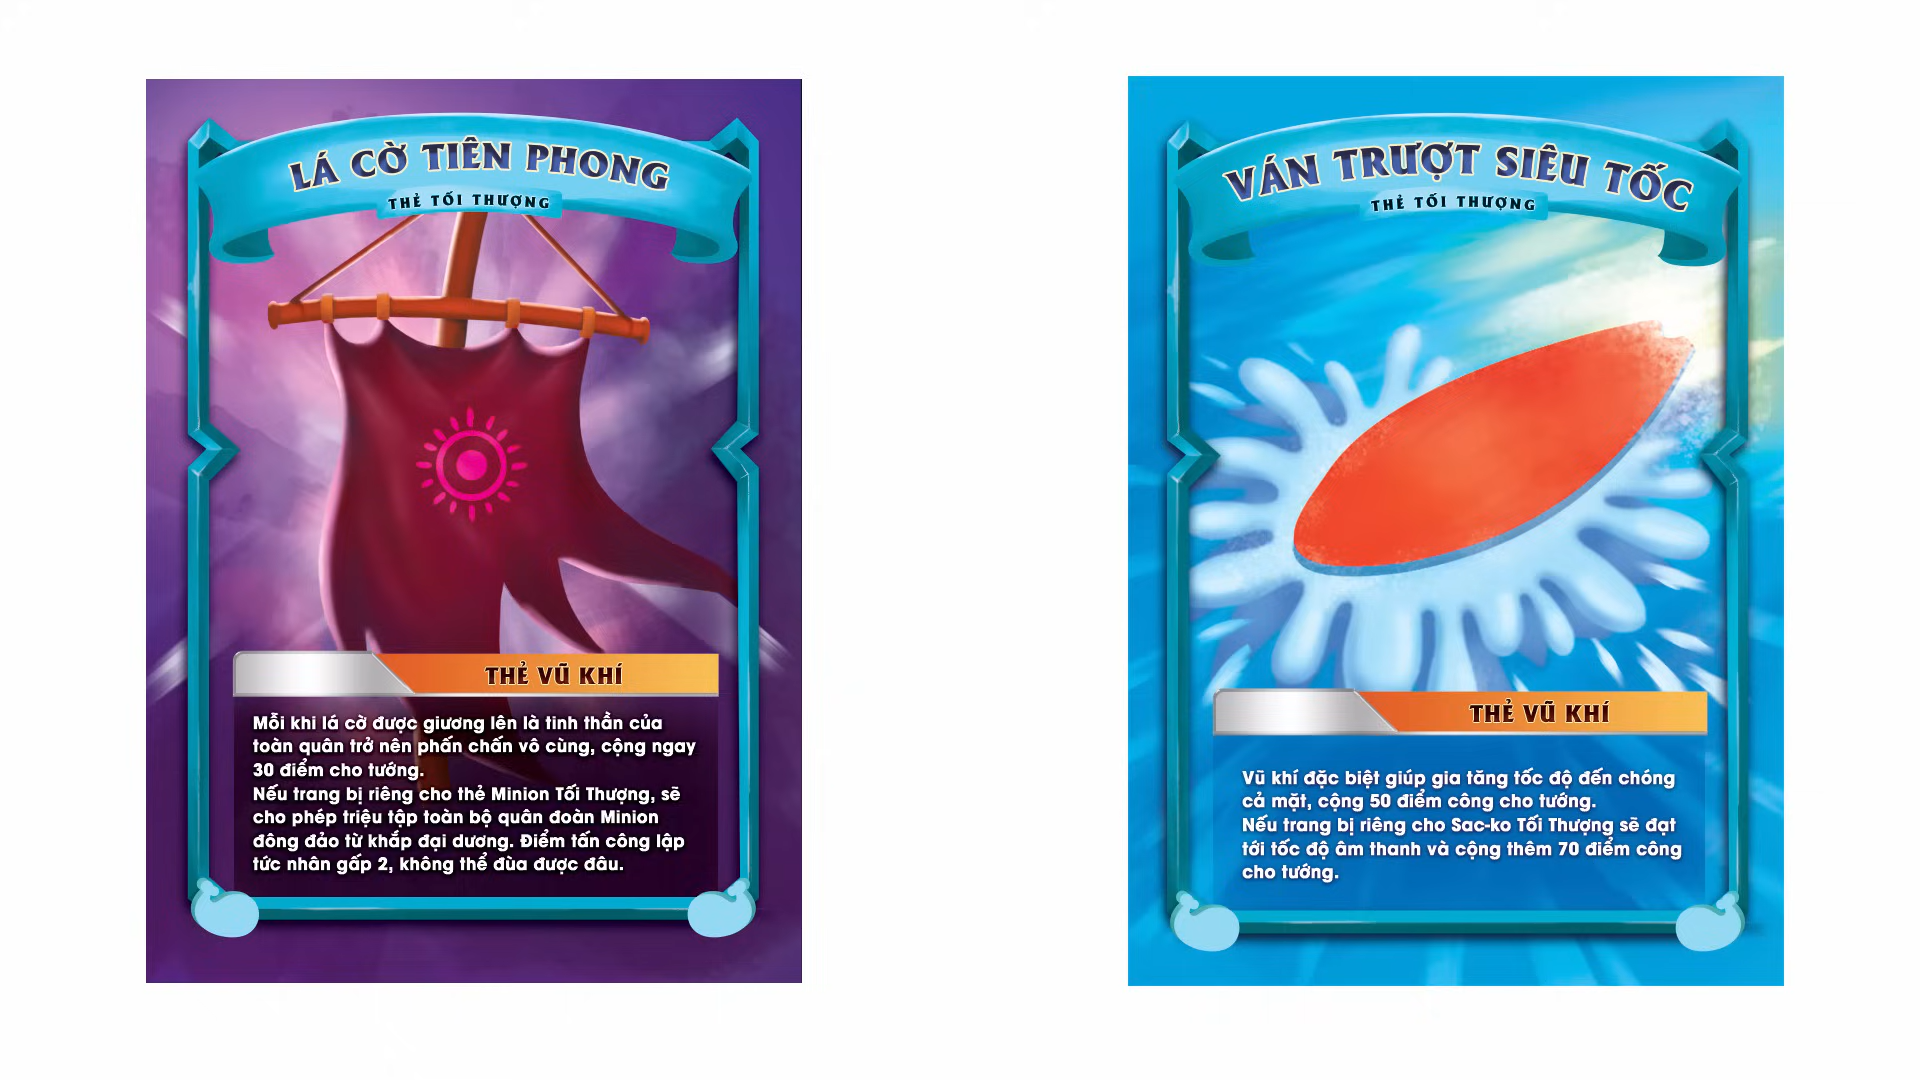 LÁ CỜ TIÊN PHONG
THẺ TỐI THƯỢNG
THẺ VŨ KHÍ
Mỗi khi lá cờ được giương lên là tinh thần của
toàn quân trở nên phấn chấn vô cùng, cộng ngay
30 điểm cho tướng.
Nếu trang bị riêng cho thẻ Minion Tối Thượng, sẽ
cho phép triệu tập toàn bộ quân đoàn Minion
đông đảo từ khắp đại dương. Điểm tấn công lập
tức nhân gấp 2, không thể đùa được đâu.
VÁN TRƯỢT SIÊU TỐC
THẺ TỐI THƯỢNG
THẺ VŨ KHÍ
Vũ khí đặc biệt giúp gia tăng tốc độ đến chóng
cả mặt, cộng 50 điểm công cho tướng.
Nếu trang bị riêng cho Sac-ko Tối Thượng sẽ đạt
tới tốc độ âm thanh và cộng thêm 70 điểm công
cho tướng.